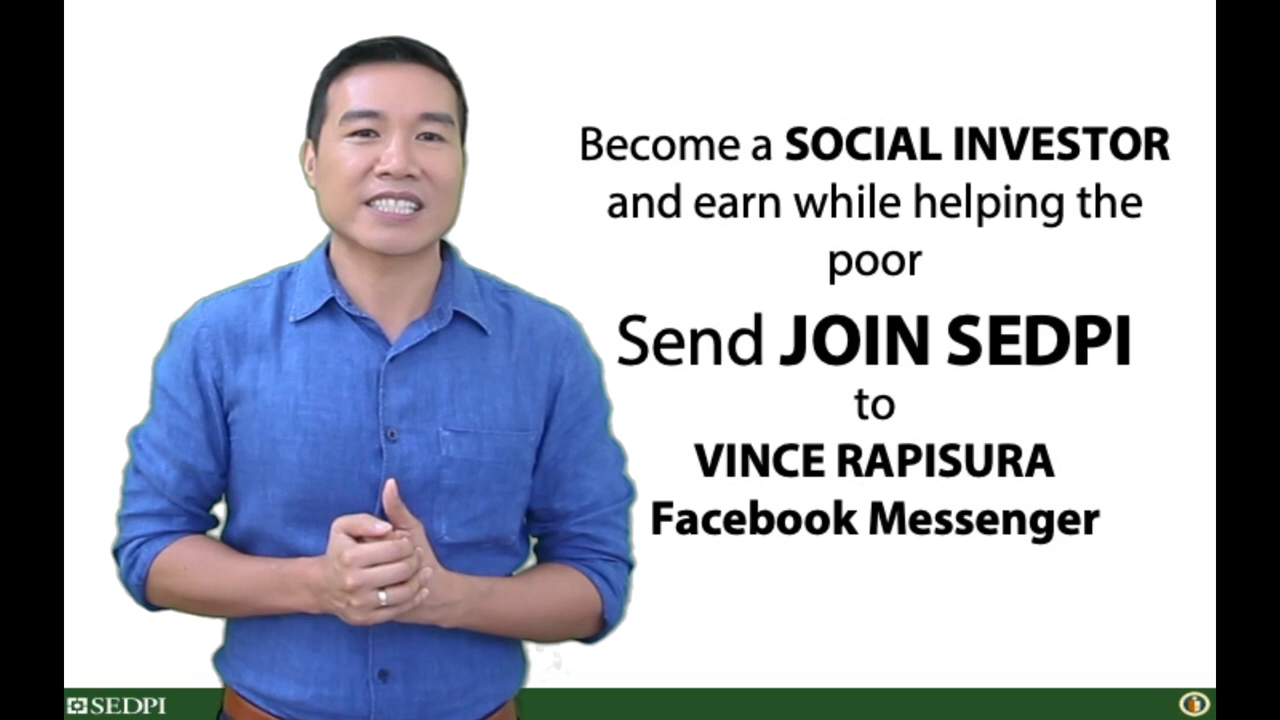 Become a SOCIAL INVESTOR
and earn while helping the
poor
Send JOIN SEDPI
to
VINCE RAPISURA
Facebook Messenger
SEDPI